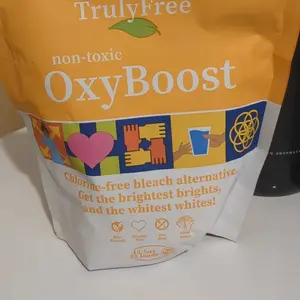 TrulyFree
non-toxic
OxyBoost
Chlorine-free bleach alternative.
Get the brightest brights,
and the whitest whites!